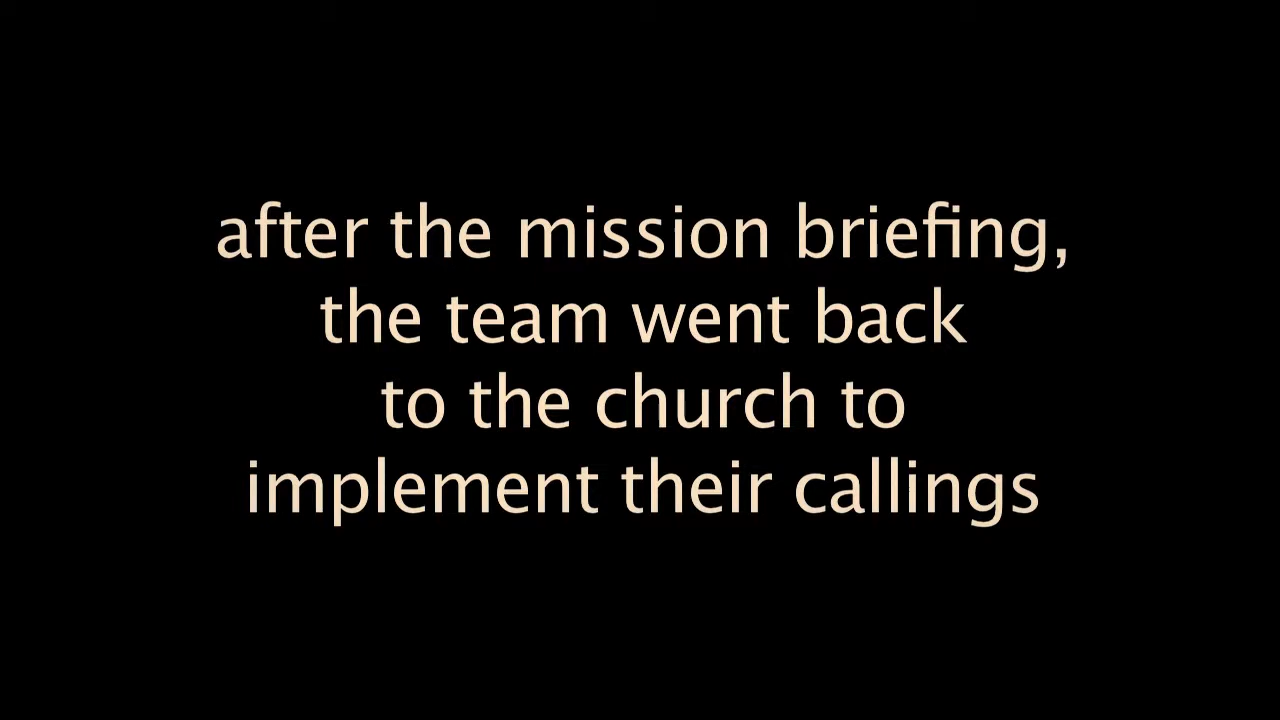 after the mission briefing,
the team went back
to the church to
implement their callings